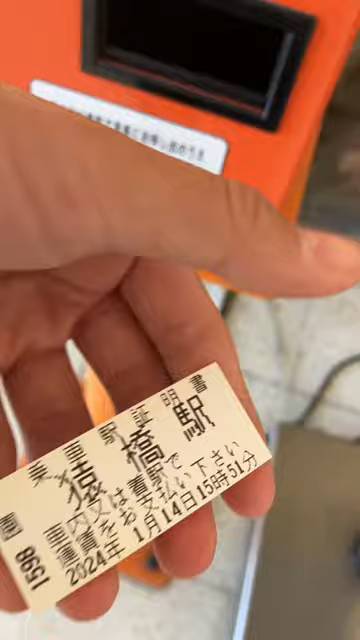 乗車駅証明書
猿橋駅
車内又は着駅で
運賃をお支払い下さい
2024年 1月14日15時51分
1598